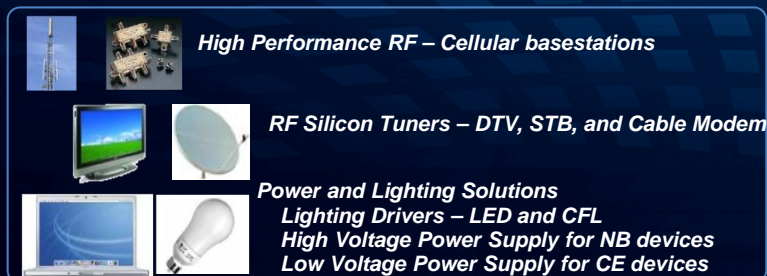 High Performance RF – Cellular basestations
RF Silicon Tuners – DTV, STB, and Cable Modem
Power and Lighting Solutions
Lighting Drivers – LED and CFL
High Voltage Power Supply for NB devices
Low Voltage Power Supply for CE devices